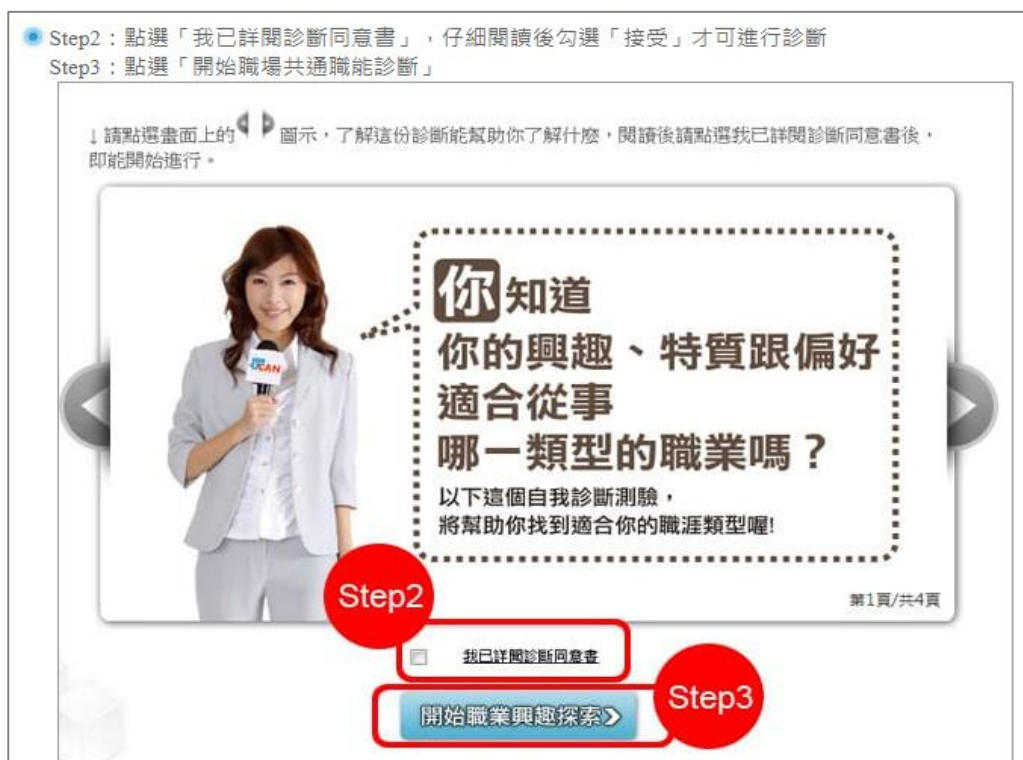 Step2：點選「我已詳閱診斷同意書」，仔細閱讀後勾選「接受」才可進行診斷
Step3：點選「開始職場共通職能診斷」
↓請點選畫面上的 圖示，了解這份診斷能幫助你了解什麼，閱讀後請點選我已詳閱診斷同意書後，
即能開始進行。
你知道
你的興趣、特質跟偏好
適合從事
哪一類型的職業嗎？
以下這個自我診斷測驗，
將幫助你找到適合你的職涯類型喔!
UCAN
第1頁/共4頁
Step2
我已詳閱診斷同意書
Step3
開始職業興趣探索